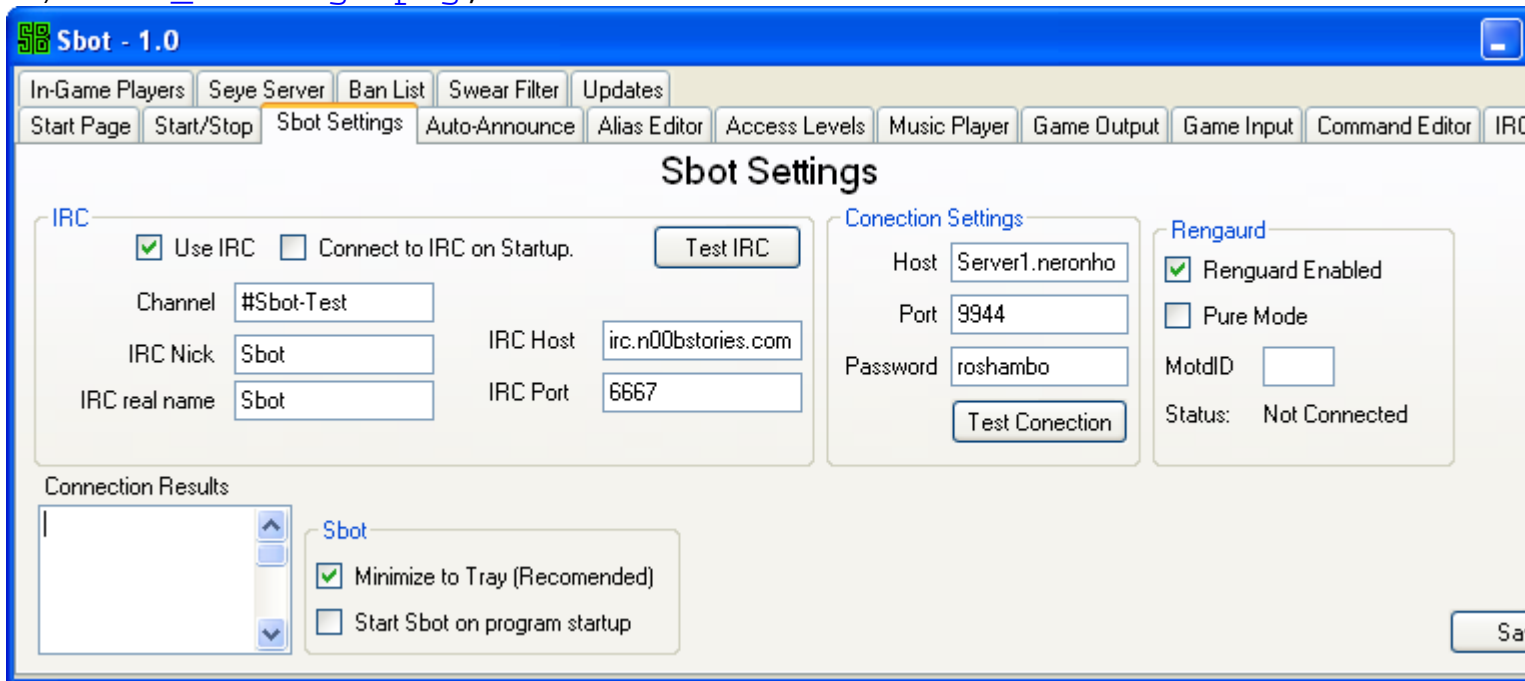 Sbot - 1.0
In-Game Players Seye Server Ban List Swear Filter Updates
Start Page Start/Stop Sbot Settings Auto-Announce Alias Editor Access Levels Music Player Game Output Game Input Command Editor IRC
Sbot Settings
IRC
Use IRC Connect to IRC on Startup. Test IRC
Channel #Sbot-Test
IRC Nick Sbot
IRC real name Sbot
IRC Host irc.n00bstories.com
IRC Port 6667
Conection Settings
Host Server1.neronho
Port 9944
Password roshambo
Test Conection
Rengaurd
Renguard Enabled
Pure Mode
MotdID
Status: Not Connected
Connection Results
Sbot
Minimize to Tray (Recomended)
Start Sbot on program startup